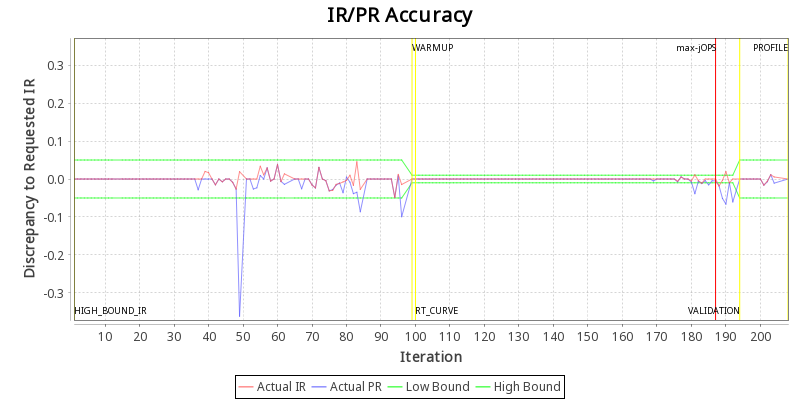 IR/PR Accuracy
Discrepancy to Requested IR
0.3
0.2
0.1
0.0
-0.1
-0.2
-0.3
WARMUP
max-jOPS
PROFILE
HIGH_BOUND_IR
RT_CURVE
VALIDATION
10 20 30 40 50 60 70 80 90 100 110 120 130 140 150 160 170 180 190 200
Iteration
Actual IR Actual PR Low Bound High Bound